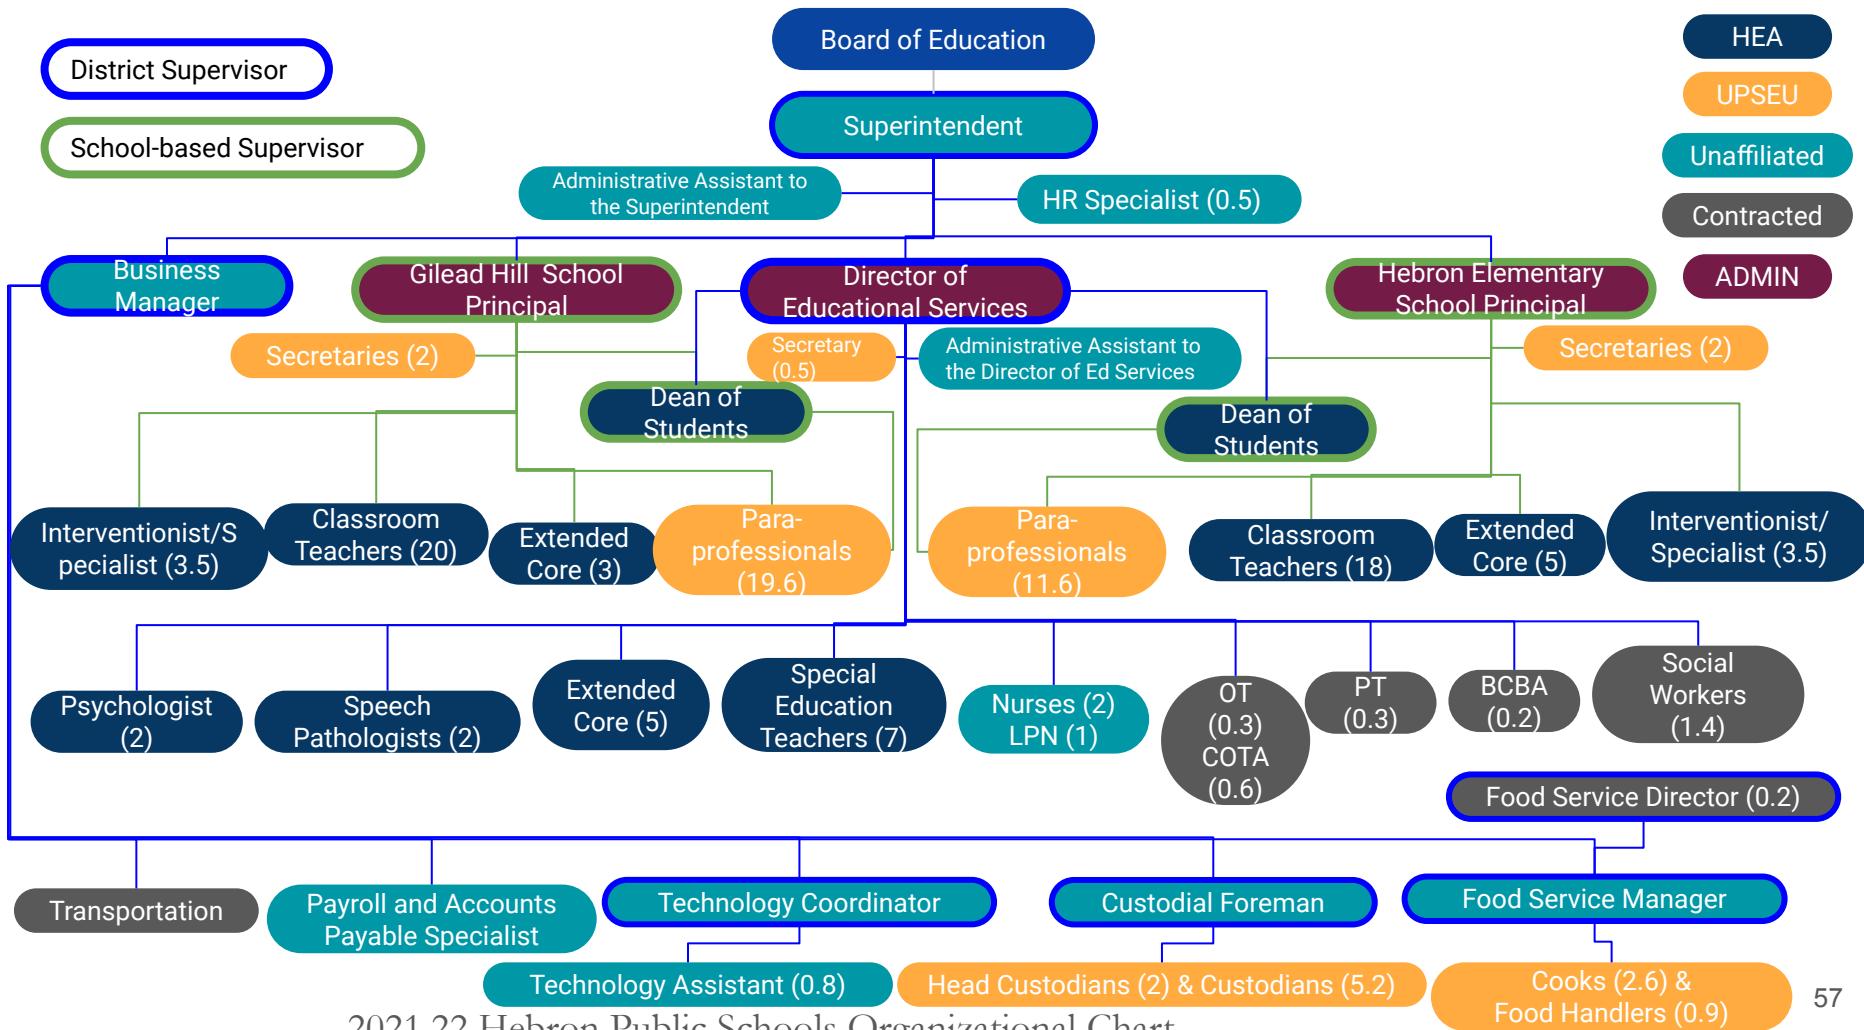 Board of Education
HEA
District Supervisor
UPSEU
Superintendent
School-based Supervisor
Unaffiliated
Administrative Assistant to
the Superintendent
HR Specialist (0.5)
Contracted
Business
Manager
Gilead Hill School
Principal
Director of
Educational Services
Hebron Elementary
School Principal
ADMIN
Secretaries (2)
Secretary
(0.5)
Administrative Assistant to
the Director of Ed Services
Secretaries (2)
Dean of
Students
Dean of
Students
Interventionist/S
pecialist (3.5)
Classroom
Teachers (20)
Extended
Core (3)
Para-
professionals
(19.6)
Para-
professionals
(11.6)
Classroom
Teachers (18)
Extended
Core (5)
Interventionist/
Specialist (3.5)
Psychologist
(2)
Speech
Pathologists (2)
Extended
Core (5)
Special
Education
Teachers (7)
Nurses (2)
LPN (1)
OT
(0.3)
COTA
(0.6)
PT
(0.3)
BCBA
(0.2)
Social
Workers
(1.4)
Food Service Director (0.2)
Transportation
Payroll and Accounts
Payable Specialist
Technology Coordinator
Custodial Foreman
Food Service Manager
Technology Assistant (0.8)
Head Custodians (2) & Custodians (5.2)
Cooks (2.6) &
Food Handlers (0.9)
57
2021-22 Hebron Public Schools Organizational Chart